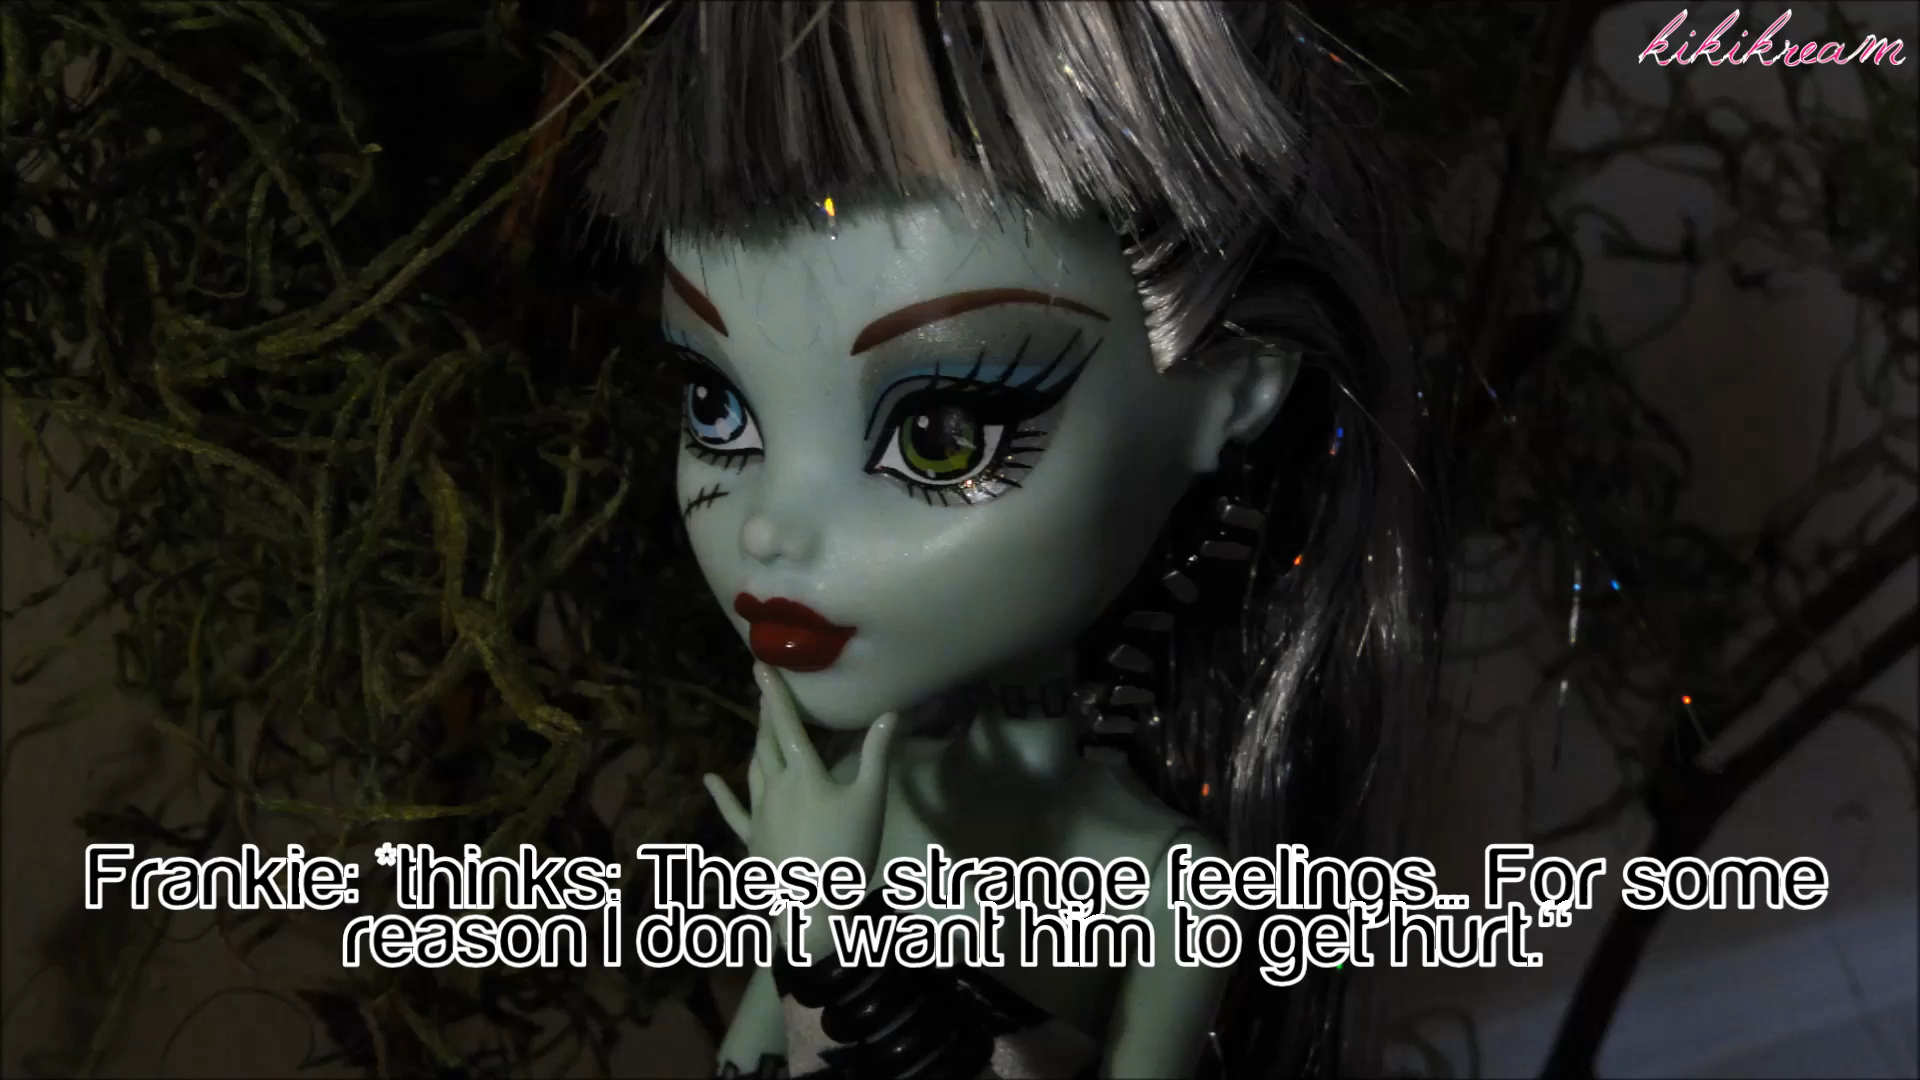 kikikream
Frankie: *thinks: These strange feelings... For some
reason I don´t want him to get hurt.“